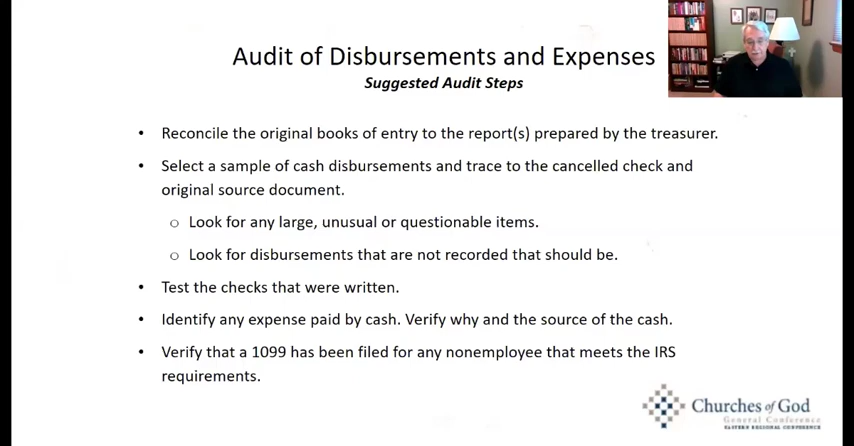 Audit of Disbursements and Expenses
Suggested Audit Steps
• Reconcile the original books of entry to the report(s) prepared by the treasurer.
• Select a sample of cash disbursements and trace to the cancelled check and
original source document.
o Look for any large, unusual or questionable items.
o Look for disbursements that are not recorded that should be.
• Test the checks that were written.
• Identify any expense paid by cash. Verify why and the source of the cash.
• Verify that a 1099 has been filed for any nonemployee that meets the IRS
requirements.
Churches of God
General Conference
EASTERN REGIONAL CONFERENCE